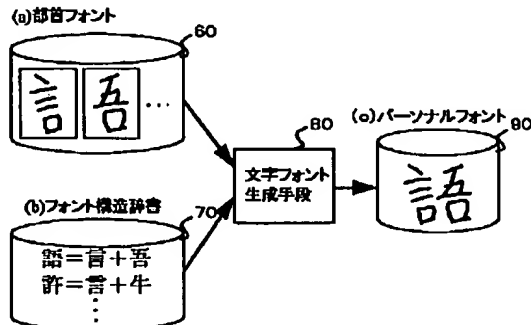 (a)部首フォント
60
言 吾 …
(b)フォント構造辞書
70
語=言+吾
許=言+牛
⋮
80
文字フォント
生成手段
(c)パーソナルフォント
90
語